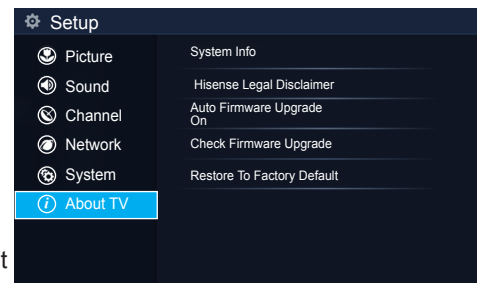 Setup
Picture
Sound
Channel
Network
System
About TV
System Info
Hisense Legal Disclaimer
Auto Firmware Upgrade
On
Check Firmware Upgrade
Restore To Factory Default
t